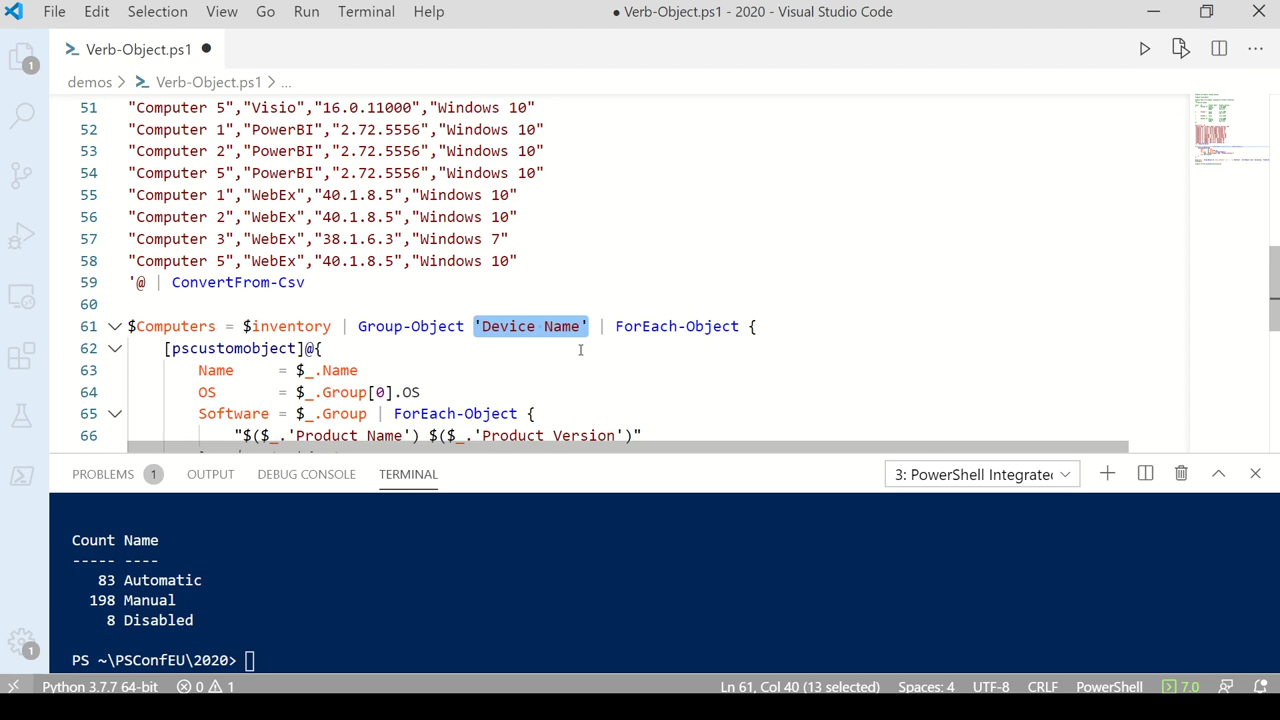 File Edit Selection View Go Run Terminal Help ● Verb-Object.ps1 - 2020 - Visual Studio Code
Verb-Object.ps1 ●
demos > Verb-Object.ps1 > ...
51 "Computer 5","Visio","16.0.11000","Windows 10"
52 "Computer 1","PowerBI","2.72.5556","Windows 10"
53 "Computer 2","PowerBI","2.72.5556","Windows 10"
54 "Computer 5","PowerBI","2.72.5556","Windows 10"
55 "Computer 1","WebEx","40.1.8.5","Windows 10"
56 "Computer 2","WebEx","40.1.8.5","Windows 10"
57 "Computer 3","WebEx","38.1.6.3","Windows 7"
58 "Computer 5","WebEx","40.1.8.5","Windows 10"
59 '@ | ConvertFrom-Csv
60
61 $Computers = $inventory | Group-Object 'Device Name' | ForEach-Object {
62 [pscustomobject]@{
63 Name = $_.Name
64 OS = $_.Group[0].OS
65 Software = $_.Group | ForEach-Object {
66 "$($_.'Product Name') $($_.'Product Version')"
PROBLEMS 1 OUTPUT DEBUG CONSOLE TERMINAL 3: PowerShell Integrated
Count Name
----- ----
83 Automatic
198 Manual
8 Disabled
PS ~\PSConfEU\2020>
1
1
Python 3.7.7 64-bit 0 1 Ln 61, Col 40 (13 selected) Spaces: 4 UTF-8 CRLF PowerShell 7.0